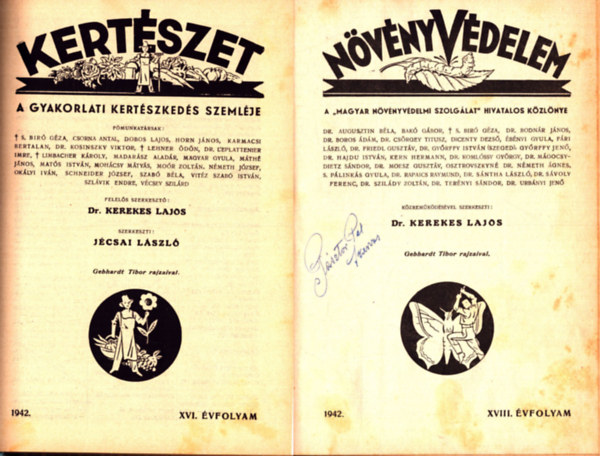 KERTÉSZET
A GYAKORLATI KERTÉSZKEDÉS SZEMLÉJE
FŐMUNKATÁRSAK:
† S. BIRÓ GÉZA, CSORNA ANTAL, DOBOS LAJOS, HORN JÁNOS, KARMACSI
BERTALAN, DR. KOSINSZKY VIKTOR, † LEHNER ÖDÖN, DR. CEPLATTENIER
IMRE, † LINBACHER KÁROLY, MADARÁSZ ALADÁR, MAGYAR GYULA, MÁTHÉ
JÁNOS, MATÓS ISTVÁN, MOHÁCSY MÁTYÁS, MOÓR ZOLTÁN, NÉMETH JÓZSEF,
OKÁLYI IVÁN, SCHNEIDER JÓZSEF, SZABÓ BÉLA, VITÉZ SZABÓ ISTVÁN,
SZLÁVIK ENDRE, VÉCSEY SZILÁRD
FELELŐS SZERKESZTŐ:
Dr. KEREKES LAJOS
SZERKESZTI:
JÉCSAI LÁSZLÓ
Gebhardt Tibor rajzaival.
1942.
XVI. ÉVFOLYAM
NÖVÉNYVÉDELEM
A „MAGYAR NÖVÉNYVÉDELMI SZOLGÁLAT" HIVATALOS KÖZLÖNYE
DR. AUGUSZTIN BÉLA, BAKÓ GÁBOR, † S. BIRÓ GÉZA, DR. BODNÁR JÁNOS,
DR. BOROS ÁDÁM, DR. CSÖRGEY TITUSZ, DICENTY DEZSŐ, ÉBÉNYI GYULA, PÁRI
LÁSZLÓ, DR. FRIEDL GUSZTÁV, DR. GYŐRFFY ISTVÁN (SZEGED), GYÖRFFY JENŐ,
DR. HAJDU ISTVÁN, KERN HERMANN, DR. KOMLÓSSY GYÖRGY, DR. MÁGOCSY-
DIETZ SÁNDOR, DR. MOESZ GUSZTÁV, OSZTROVSZKYNÉ DR. NÉMETH ÁGNES,
S. PÁLINKÁS GYULA, DR. RAPAICS RAYMUND, DR. SÁNTHA LÁSZLÓ, DR. SÁVOLY
FERENC, DR. SZILÁDY ZOLTÁN, DR. TERÉNYI SÁNDOR, DR. URBÁNYI JENŐ
KÖZREMŰKÖDÉSÉVEL SZERKESZTI:
Dr. KEREKES LAJOS
Gebhardt Tibor rajzaival.
1942.
XVIII. ÉVFOLYAM